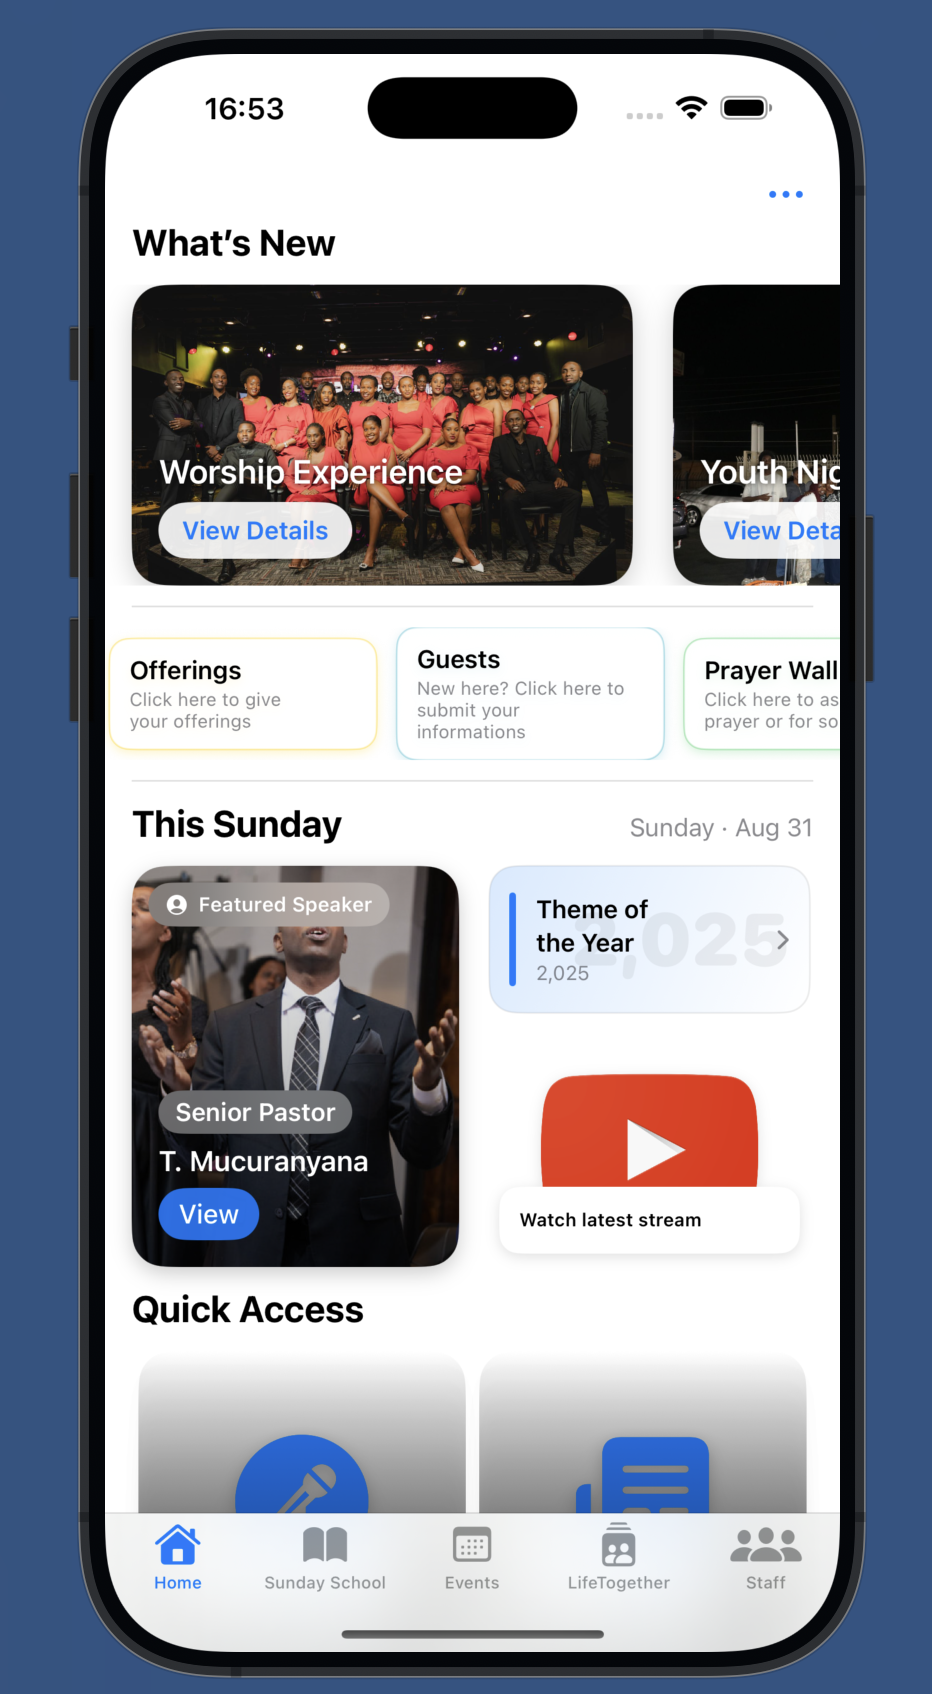 16:53
What's New
Worship Experience
View Details
Youth Nig
View Deta
Offerings
Click here to give
your offerings
Guests
New here? Click here to
submit your
informations
Prayer Wall
Click here to as
prayer or for so
This Sunday
Sunday · Aug 31
Featured Speaker
Senior Pastor
T. Mucuranyana
View
Theme of
the Year
2,025
2,025
Watch latest stream
Quick Access
Home
Sunday School
Events
LifeTogether
Staff